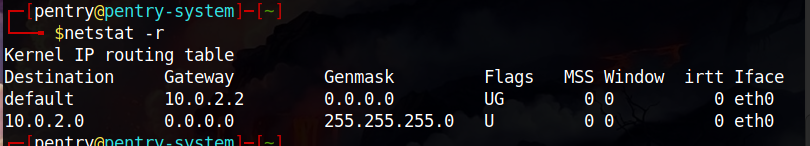 ┌─[pentry@pentry-system]─[~]
└──╼ $netstat -r
Kernel IP routing table
Destination     Gateway         Genmask         Flags   MSS Window  irtt Iface
default         10.0.2.2        0.0.0.0         UG        0 0          0 eth0
10.0.2.0        0.0.0.0         255.255.255.0   U         0 0          0 eth0
┌─[pentry@pentry-system]─[~]